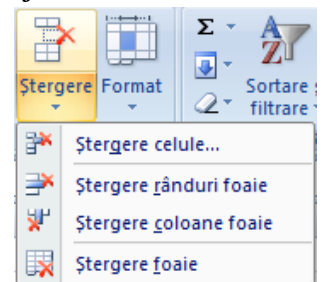 Ștergere Format
Σ
A
Z
Sortare
filtrare
Ștergere celule...
Ștergere rânduri foaie
Ștergere coloane foaie
Ștergere foaie